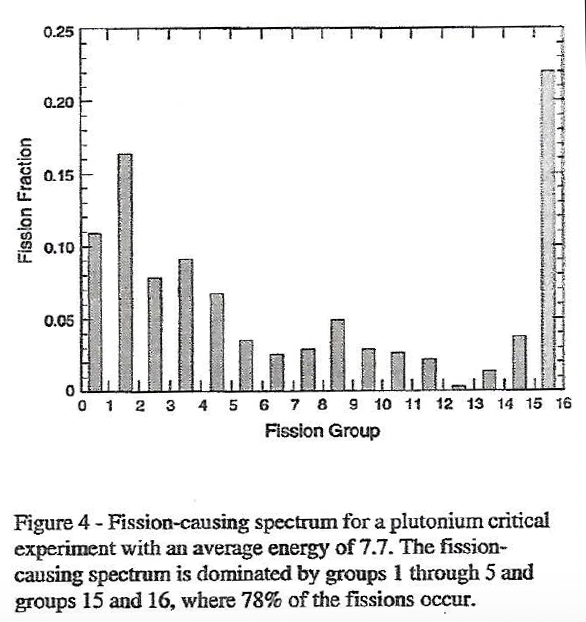 0.25
0.20
0.15
0.10
0.05
0
Fission Fraction
0 1 2 3 4 5 6 7 8 9 10 11 12 13 14 15 16
Fission Group
Figure 4 - Fission-causing spectrum for a plutonium critical
experiment with an average energy of 7.7. The fission-
causing spectrum is dominated by groups 1 through 5 and
groups 15 and 16, where 78% of the fissions occur.